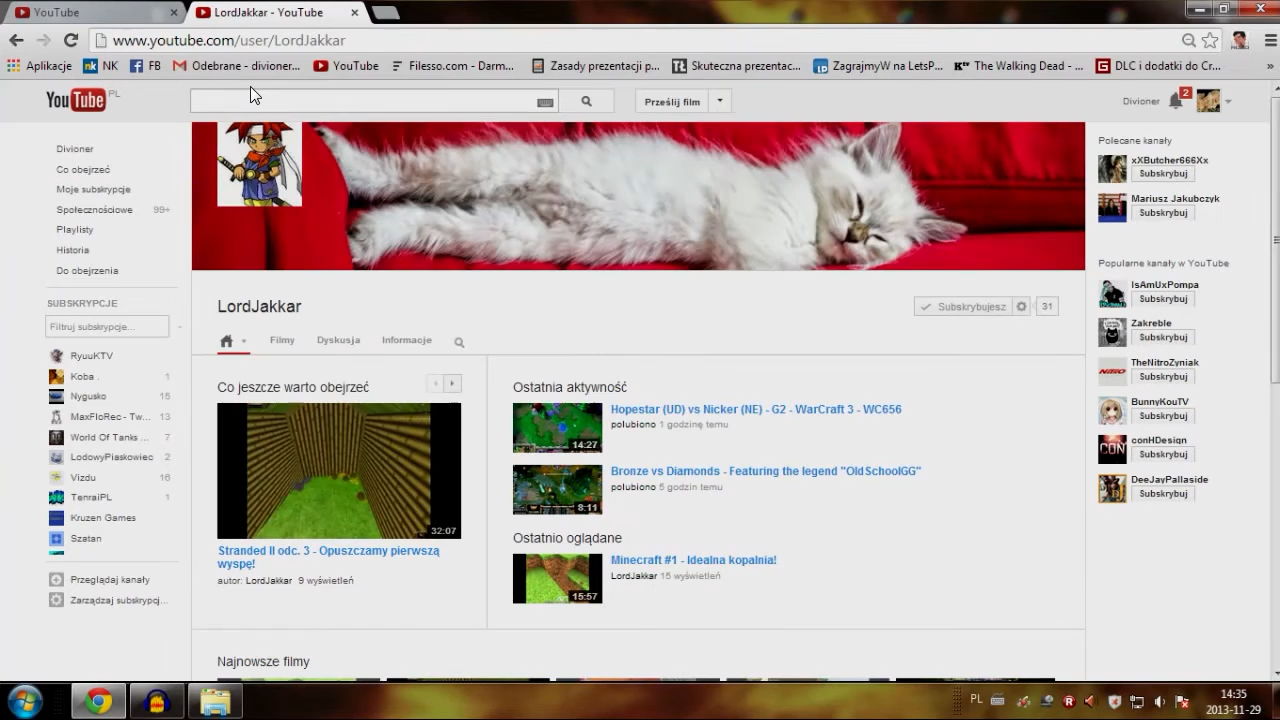 YouTube
LordJakkar - YouTube
www.youtube.com/user/LordJakkar
Aplikacje
NK
FB
Odebrane - divioner...
YouTube
Filesso.com - Darm...
Zasady prezentacji p...
Skuteczna prezenta...
ZagrajmyW na LetsP...
The Walking Dead - ...
DLC i dodatki do Cr...
»
YouTube PL
Prześlij film
Divioner
2
Divioner
Co obejrzeć
Moje subskrypcje
Społecznościowe 99+
Playlisty
Historia
Do obejrzenia
SUBSKRYPCJE
Filtruj subskrypcje...
RyuuKTV
Koba . 1
Nygusko 15
MaxFloRec - Tw... 13
World Of Tanks ... 7
LodowyPiaskowiec 2
Vizdu 16
TenraiPL 1
Kruzen Games
Szatan
Przeglądaj kanały
Zarządzaj subskrypcj...
LordJakkar
Subskrybujesz
31
Filmy
Dyskusja
Informacje
Co jeszcze warto obejrzeć
32:07
Stranded II odc. 3 - Opuszczamy pierwszą
wyspę!
autor: LordJakkar 9 wyświetleń
Ostatnia aktywność
14:27
Hopestar (UD) vs Nicker (NE) - G2 - WarCraft 3 - WC656
polubiono 1 godzinę temu
8:11
Bronze vs Diamonds - Featuring the legend "OldSchoolGG"
polubiono 5 godzin temu
Ostatnio oglądane
15:57
Minecraft #1 - Idealna kopalnia!
LordJakkar 15 wyświetleń
Najnowsze filmy
Polecane kanały
xXButcher666Xx
Subskrybuj
Mariusz Jakubczyk
Subskrybuj
Popularne kanały w YouTube
IsAmUxPompa
Subskrybuj
Zakreble
Subskrybuj
TheNitroZyniak
Subskrybuj
BunnyKouTV
Subskrybuj
conHDesign
Subskrybuj
DeeJayPallaside
Subskrybuj
PL
14:35
2013-11-29